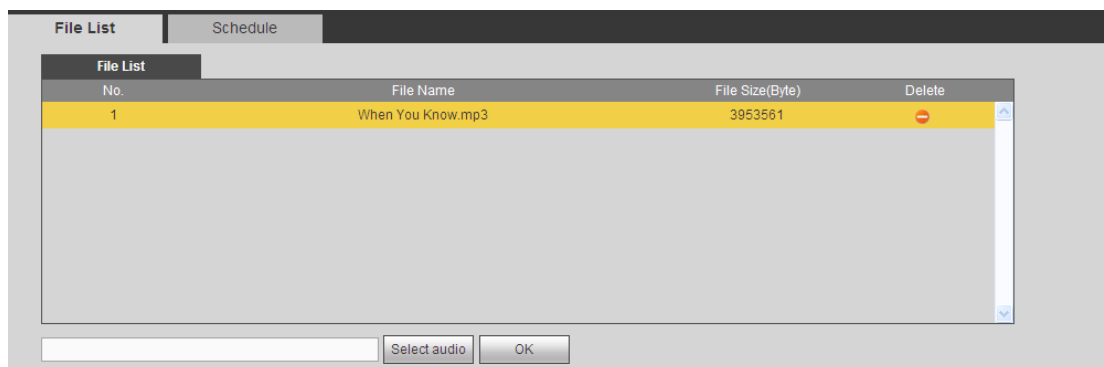 File List Schedule
File List
No. File Name File Size(Byte) Delete
1 When You Know.mp3 3953561
Select audio OK